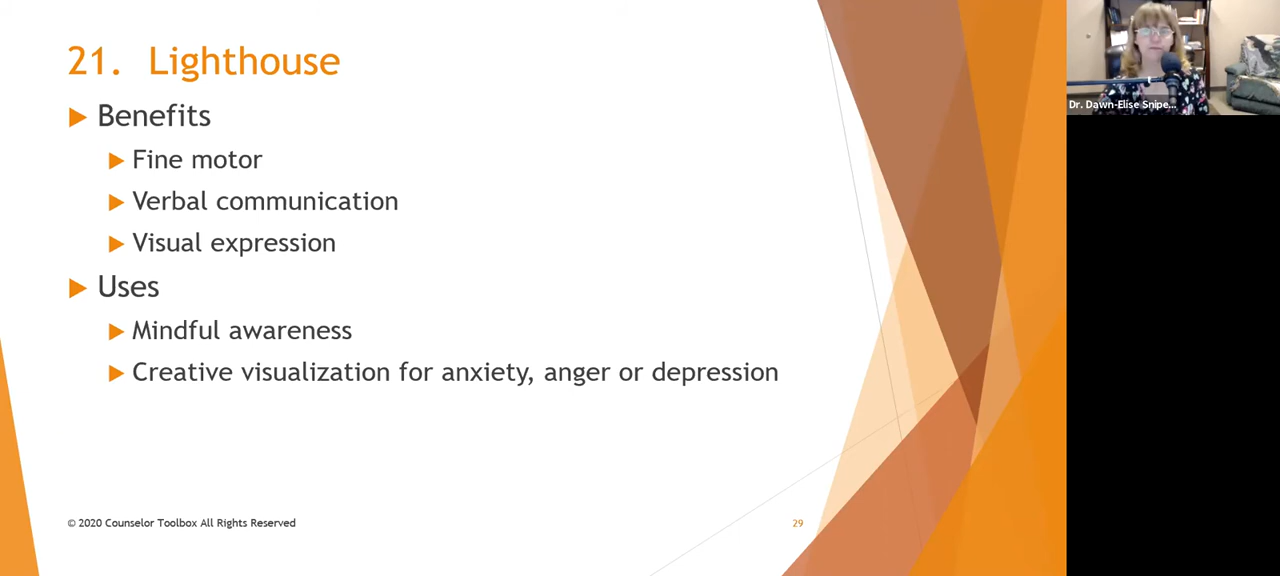 21. Lighthouse
Benefits
Fine motor
Verbal communication
Visual expression
Uses
Mindful awareness
Creative visualization for anxiety, anger or depression
© 2020 Counselor Toolbox All Rights Reserved
29
Dr. Dawn-Elise Snipe...